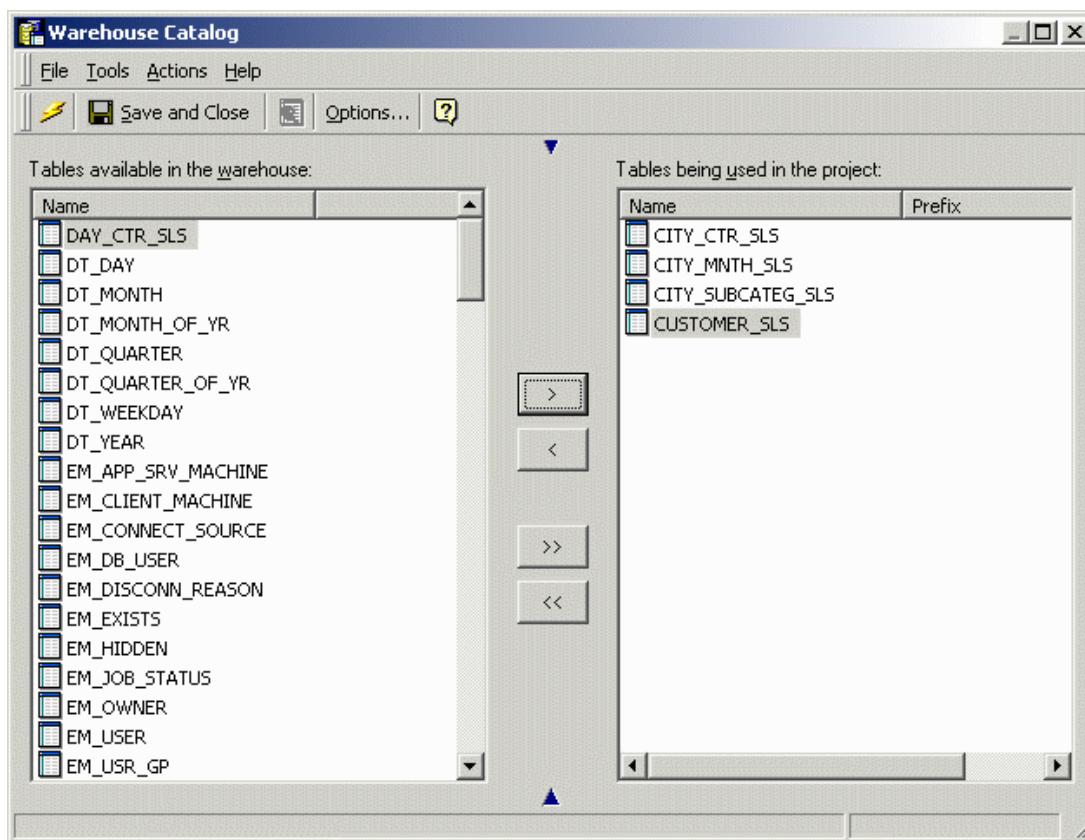 Warehouse Catalog
File Tools Actions Help
Save and Close Options... ?
Tables available in the warehouse:
Name
DAY_CTR_SLS
DT_DAY
DT_MONTH
DT_MONTH_OF_YR
DT_QUARTER
DT_QUARTER_OF_YR
DT_WEEKDAY
DT_YEAR
EM_APP_SRV_MACHINE
EM_CLIENT_MACHINE
EM_CONNECT_SOURCE
EM_DB_USER
EM_DISCONN_REASON
EM_EXISTS
EM_HIDDEN
EM_JOB_STATUS
EM_OWNER
EM_USER
EM_USR_GP
>
<
>>
<<
Tables being used in the project:
Name Prefix
CITY_CTR_SLS
CITY_MNTH_SLS
CITY_SUBCATEG_SLS
CUSTOMER_SLS